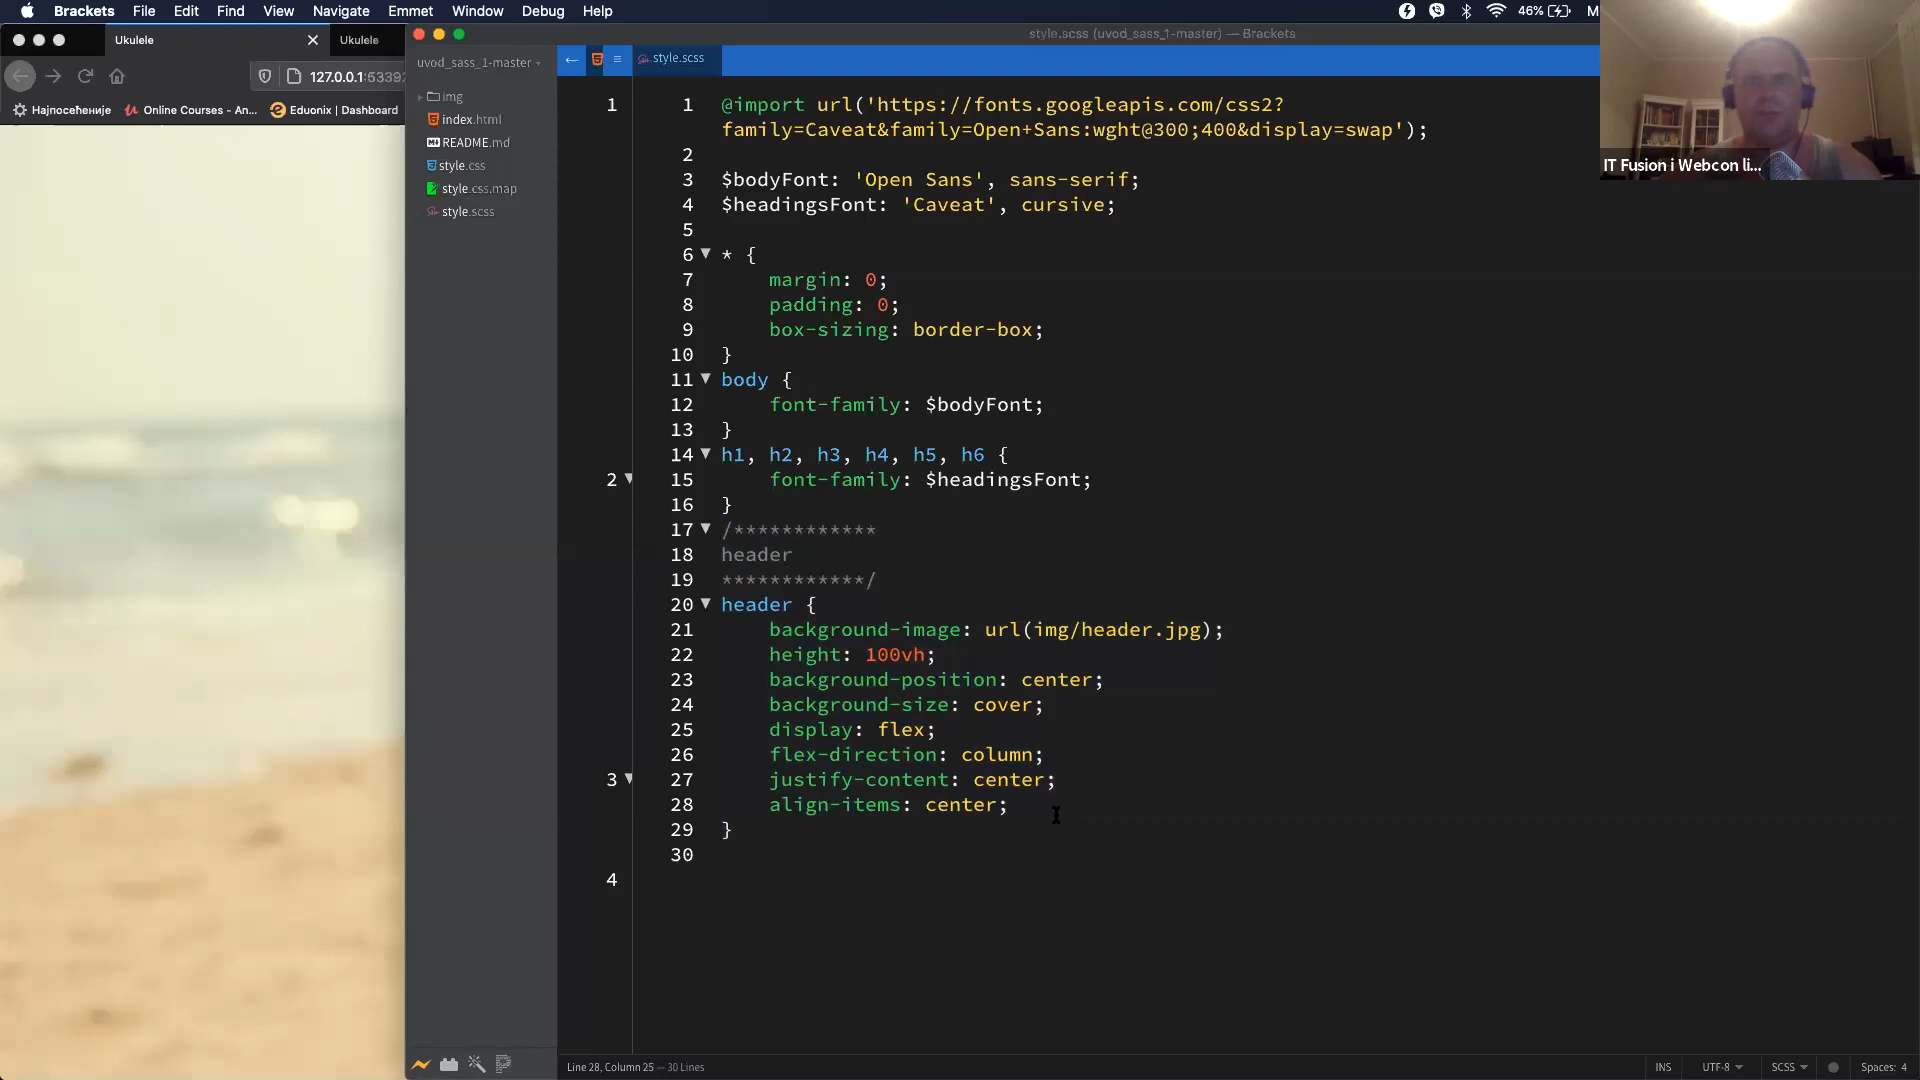 Brackets File Edit Find View Navigate Emmet Window Debug Help
46%
Ukulele
Ukulele
style.scss (uvod_sass_1-master) — Brackets
127.0.0.1:53392
Најпосећеније
Online Courses - An...
Eduonix | Dashboard
uvod_sass_1-master
img
index.html
README.md
style.css
style.css.map
style.scss
style.scss
1
2
3
4
1 @import url('https://fonts.googleapis.com/css2?
family=Caveat&family=Open+Sans:wght@300;400&display=swap');
2
3 $bodyFont: 'Open Sans', sans-serif;
4 $headingsFont: 'Caveat', cursive;
5
6 * {
7 margin: 0;
8 padding: 0;
9 box-sizing: border-box;
10 }
11 body {
12 font-family: $bodyFont;
13 }
14 h1, h2, h3, h4, h5, h6 {
15 font-family: $headingsFont;
16 }
17 /************
18 header
19 ************/
20 header {
21 background-image: url(img/header.jpg);
22 height: 100vh;
23 background-position: center;
24 background-size: cover;
25 display: flex;
26 flex-direction: column;
27 justify-content: center;
28 align-items: center;
29 }
30
IT Fusion i Webcon li...
Line 28, Column 25 — 30 Lines
INS
UTF-8
SCSS
Spaces: 4